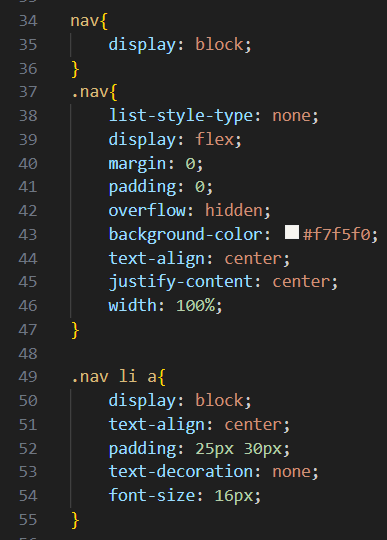 34 nav{
35     display: block;
36 }
37 .nav{
38     list-style-type: none;
39     display: flex;
40     margin: 0;
41     padding: 0;
42     overflow: hidden;
43     background-color: #f7f5f0;
44     text-align: center;
45     justify-content: center;
46     width: 100%;
47 }
48
49 .nav li a{
50     display: block;
51     text-align: center;
52     padding: 25px 30px;
53     text-decoration: none;
54     font-size: 16px;
55 }